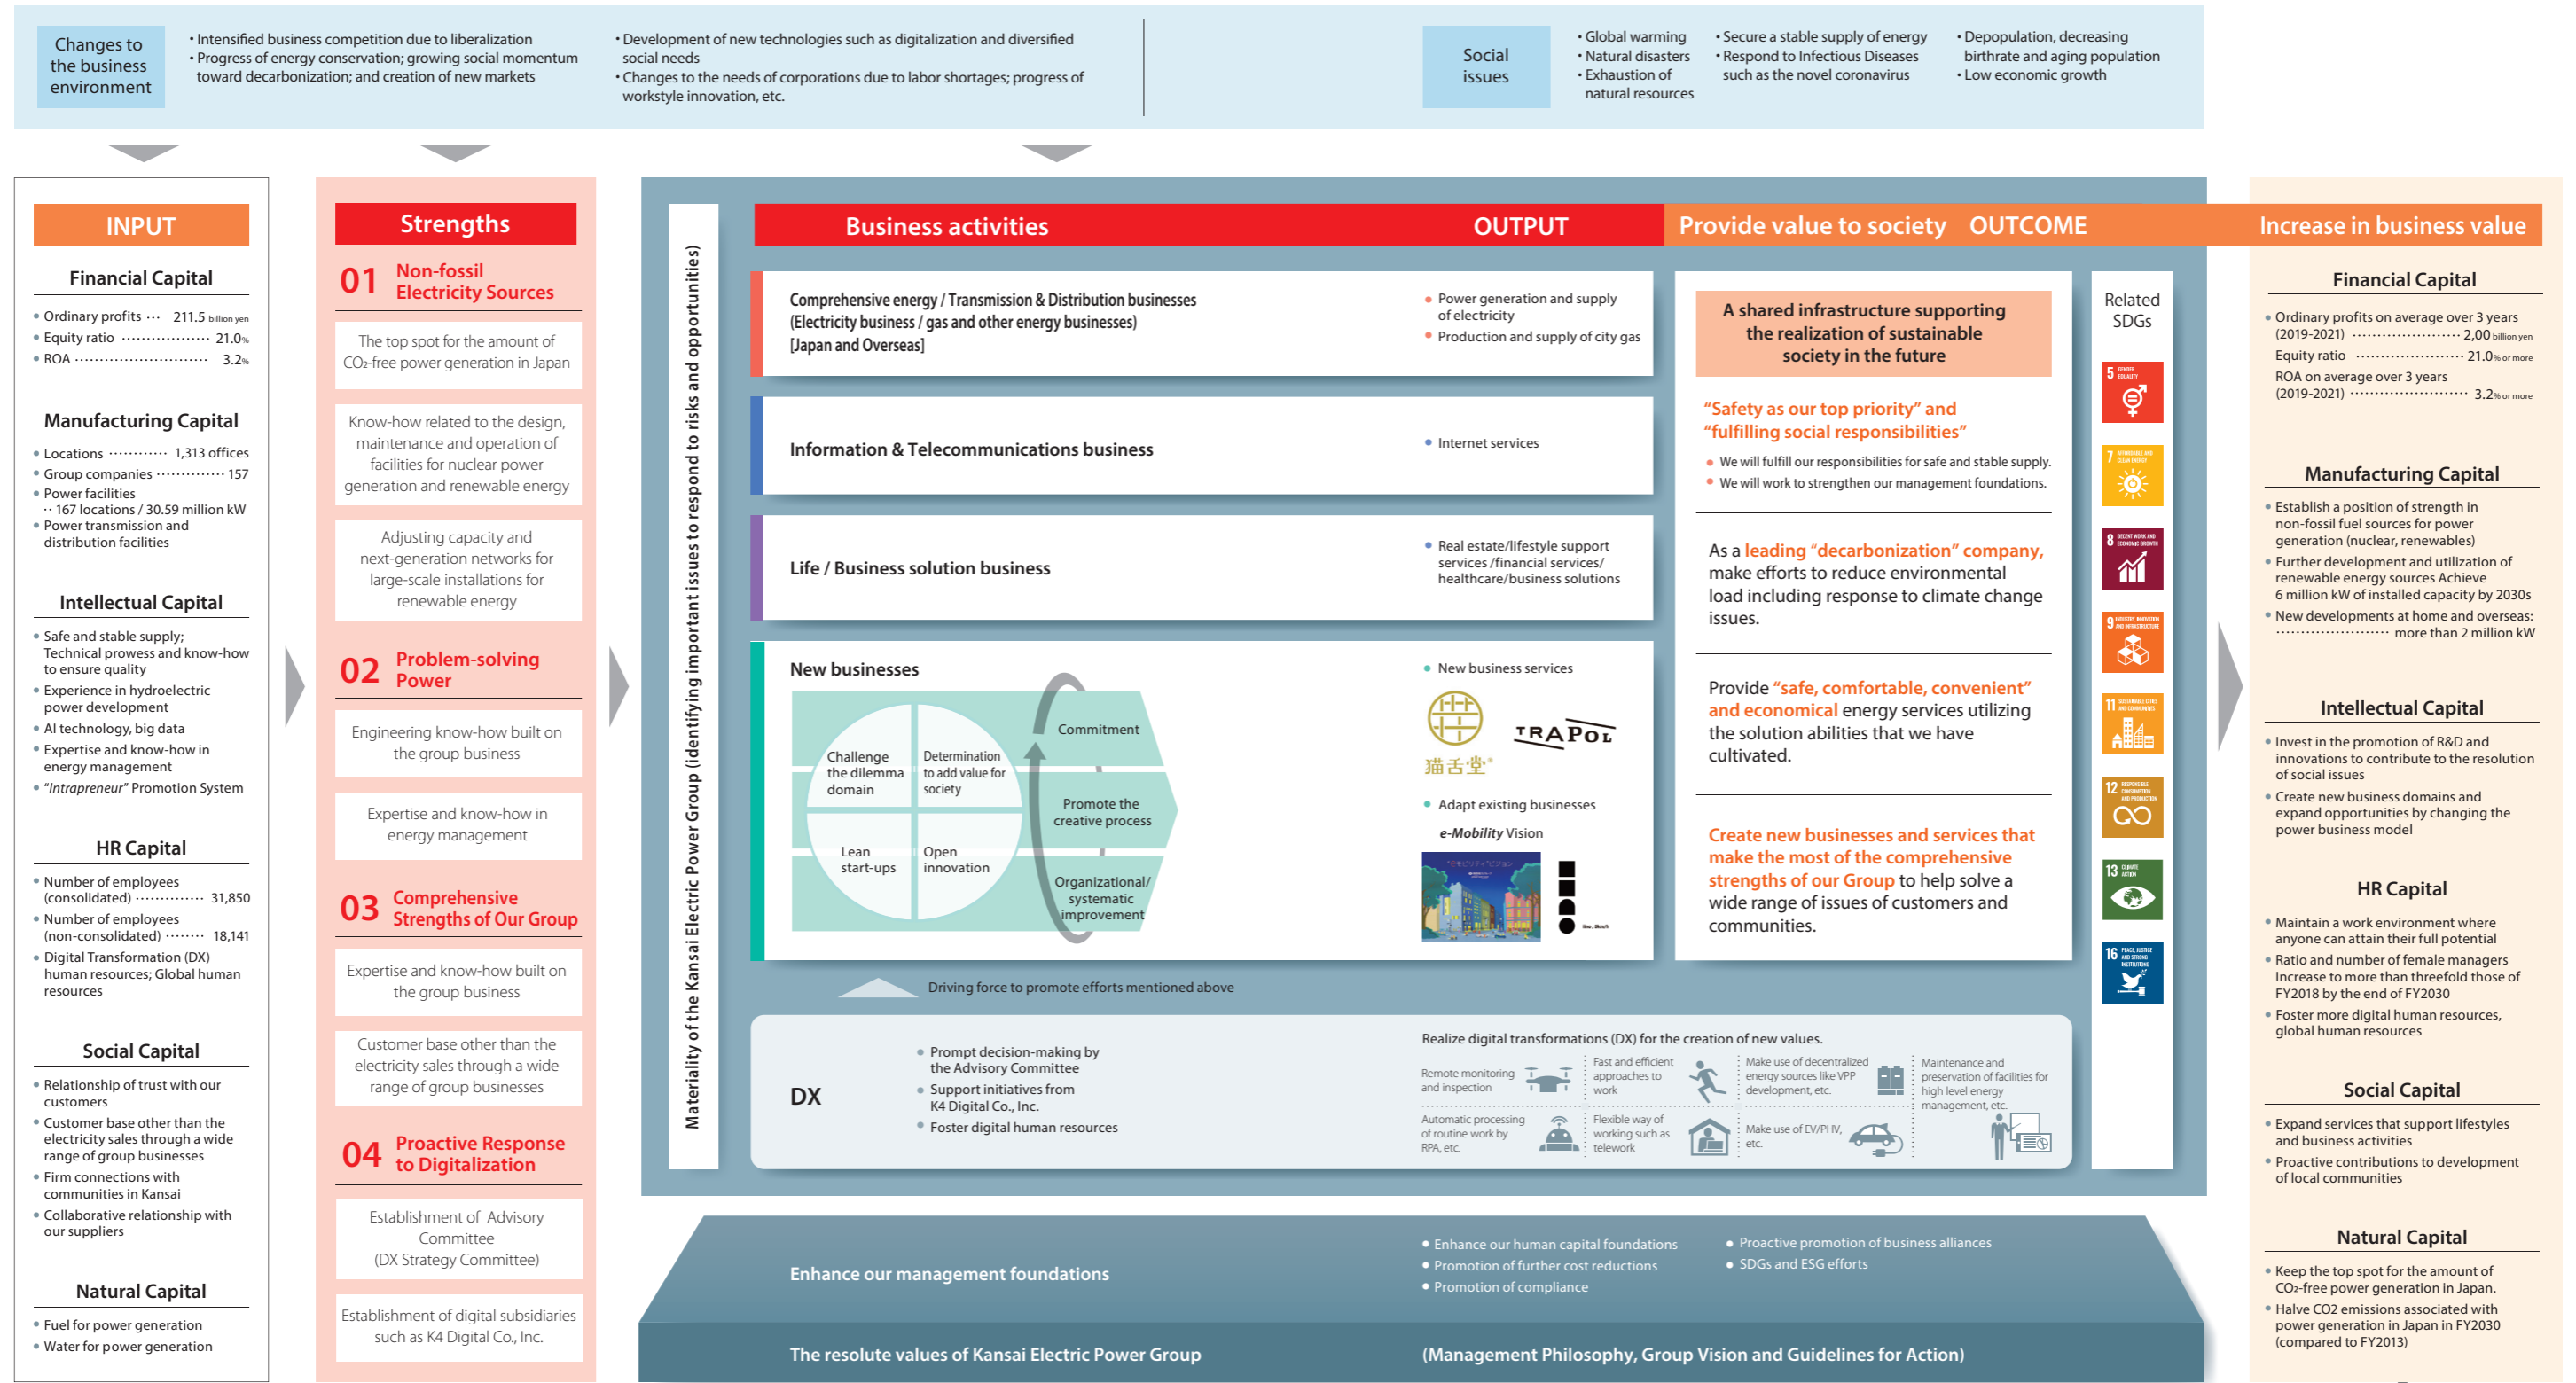 Changes to
the business
environment
• Intensified business competition due to liberalization
• Progress of energy conservation; growing social momentum
toward decarbonization; and creation of new markets
• Development of new technologies such as digitalization and diversified
social needs
• Changes to the needs of corporations due to labor shortages; progress of
workstyle innovation, etc.
Social
issues
• Global warming
• Natural disasters
• Exhaustion of
natural resources
• Secure a stable supply of energy
• Respond to Infectious Diseases
such as the novel coronavirus
• Depopulation, decreasing
birthrate and aging population
• Low economic growth
INPUT
Financial Capital
• Ordinary profits ··· 211.5 billion yen
• Equity ratio ················· 21.0%
• ROA ························· 3.2%
Manufacturing Capital
• Locations ············ 1,313 offices
• Group companies ············· 157
• Power facilities
·· 167 locations / 30.59 million kW
• Power transmission and
distribution facilities
Intellectual Capital
• Safe and stable supply;
Technical prowess and know-how
to ensure quality
• Experience in hydroelectric
power development
• AI technology, big data
• Expertise and know-how in
energy management
• "Intrapreneur" Promotion System
HR Capital
• Number of employees
(consolidated) ············· 31,850
• Number of employees
(non-consolidated) ········ 18,141
• Digital Transformation (DX)
human resources; Global human
resources
Social Capital
• Relationship of trust with our
customers
• Customer base other than the
electricity sales through a wide
range of group businesses
• Firm connections with
communities in Kansai
• Collaborative relationship with
our suppliers
Natural Capital
• Fuel for power generation
• Water for power generation
Strengths
01 Non-fossil
Electricity Sources
The top spot for the amount of
CO₂-free power generation in Japan
Know-how related to the design,
maintenance and operation of
facilities for nuclear power
generation and renewable energy
Adjusting capacity and
next-generation networks for
large-scale installations for
renewable energy
02 Problem-solving
Power
Engineering know-how built on
the group business
Expertise and know-how in
energy management
03 Comprehensive
Strengths of Our Group
Expertise and know-how built on
the group business
Customer base other than the
electricity sales through a wide
range of group businesses
04 Proactive Response
to Digitalization
Establishment of Advisory
Committee
(DX Strategy Committee)
Establishment of digital subsidiaries
such as K4 Digital Co., Inc.
Materiality of the Kansai Electric Power Group (identifying important issues to respond to risks and opportunities)
Business activities
OUTPUT
Comprehensive energy / Transmission & Distribution businesses
(Electricity business / gas and other energy businesses)
[Japan and Overseas]
• Power generation and supply
of electricity
• Production and supply of city gas
Information & Telecommunications business
• Internet services
Life / Business solution business
• Real estate/lifestyle support
services /financial services/
healthcare/business solutions
New businesses
Challenge
the dilemma
domain
Determination
to add value for
society
Lean
start-ups
Open
innovation
Commitment
Promote the
creative process
Organizational/
systematic
improvement
• New business services
猫舌堂®
TRAPOL
• Adapt existing businesses
e-Mobility Vision
Driving force to promote efforts mentioned above
DX
• Prompt decision-making by
the Advisory Committee
• Support initiatives from
K4 Digital Co., Inc.
• Foster digital human resources
Realize digital transformations (DX) for the creation of new values.
Remote monitoring
and inspection
Fast and efficient
approaches to
work
Make use of decentralized
energy sources like VPP
development, etc.
Maintenance and
preservation of facilities for
high level energy
management, etc.
Automatic processing
of routine work by
RPA, etc.
Flexible way of
working such as
telework
Make use of EV/PHV,
etc.
Provide value to society OUTCOME
A shared infrastructure supporting
the realization of sustainable
society in the future
"Safety as our top priority" and
"fulfilling social responsibilities"
• We will fulfill our responsibilities for safe and stable supply.
• We will work to strengthen our management foundations.
As a leading "decarbonization" company,
make efforts to reduce environmental
load including response to climate change
issues.
Provide "safe, comfortable, convenient"
and economical energy services utilizing
the solution abilities that we have
cultivated.
Create new businesses and services that
make the most of the comprehensive
strengths of our Group to help solve a
wide range of issues of customers and
communities.
Related
SDGs
5 GENDER
EQUALITY
7 AFFORDABLE AND
CLEAN ENERGY
8 DECENT WORK AND
ECONOMIC GROWTH
9 INDUSTRY, INNOVATION
AND INFRASTRUCTURE
11 SUSTAINABLE CITIES
AND COMMUNITIES
12 RESPONSIBLE
CONSUMPTION
AND PRODUCTION
13 CLIMATE
ACTION
16 PEACE, JUSTICE
AND STRONG
INSTITUTIONS
Enhance our management foundations
• Enhance our human capital foundations
• Promotion of further cost reductions
• Promotion of compliance
• Proactive promotion of business alliances
• SDGs and ESG efforts
The resolute values of Kansai Electric Power Group
(Management Philosophy, Group Vision and Guidelines for Action)
Increase in business value
Financial Capital
• Ordinary profits on average over 3 years
(2019-2021) ···················· 2,00 billion yen
Equity ratio ····················· 21.0% or more
ROA on average over 3 years
(2019-2021) ······················· 3.2% or more
Manufacturing Capital
• Establish a position of strength in
non-fossil fuel sources for power
generation (nuclear, renewables)
• Further development and utilization of
renewable energy sources Achieve
6 million kW of installed capacity by 2030s
• New developments at home and overseas:
······················ more than 2 million kW
Intellectual Capital
• Invest in the promotion of R&D and
innovations to contribute to the resolution
of social issues
• Create new business domains and
expand opportunities by changing the
power business model
HR Capital
• Maintain a work environment where
anyone can attain their full potential
• Ratio and number of female managers
Increase to more than threefold those of
FY2018 by the end of FY2030
• Foster more digital human resources,
global human resources
Social Capital
• Expand services that support lifestyles
and business activities
• Proactive contributions to development
of local communities
Natural Capital
• Keep the top spot for the amount of
CO₂-free power generation in Japan.
• Halve CO2 emissions associated with
power generation in Japan in FY2030
(compared to FY2013)